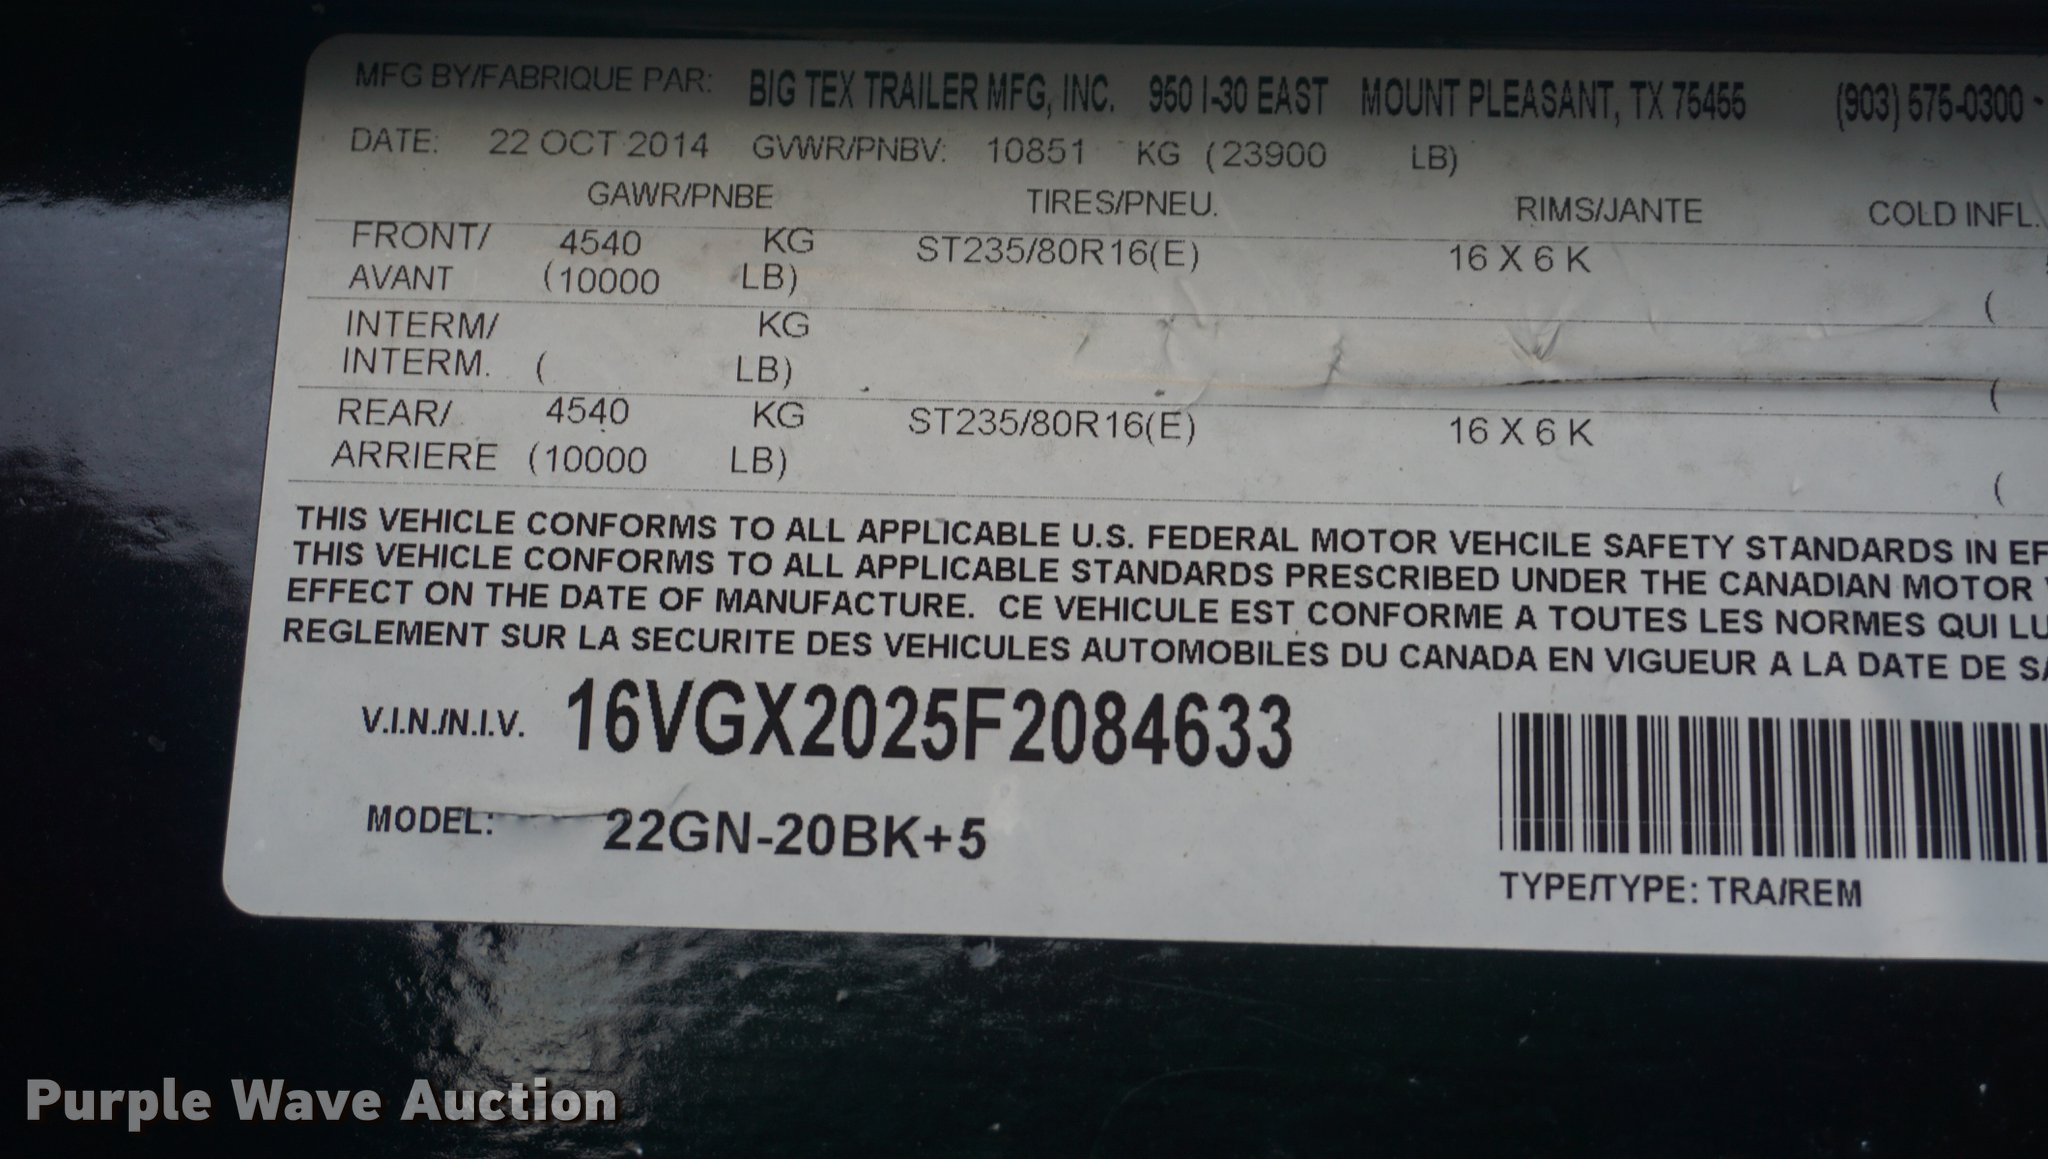 MFG BY/FABRIQUE PAR: BIG TEX TRAILER MFG, INC. 950 I-30 EAST MOUNT PLEASANT, TX 75455 (903) 575-0300 -
DATE: 22 OCT 2014 GVWR/PNBV: 10851 KG (23900 LB)
GAWR/PNBE TIRES/PNEU. RIMS/JANTE COLD INFL.
FRONT/ 4540 KG ST235/80R16(E) 16 X 6 K
AVANT (10000 LB) (
INTERM/ KG
INTERM. ( LB) (
REAR/ 4540 KG ST235/80R16(E) 16 X 6 K
ARRIERE (10000 LB) (
THIS VEHICLE CONFORMS TO ALL APPLICABLE U.S. FEDERAL MOTOR VEHCILE SAFETY STANDARDS IN EF
THIS VEHICLE CONFORMS TO ALL APPLICABLE STANDARDS PRESCRIBED UNDER THE CANADIAN MOTOR
EFFECT ON THE DATE OF MANUFACTURE. CE VEHICULE EST CONFORME A TOUTES LES NORMES QUI LU
REGLEMENT SUR LA SECURITE DES VEHICULES AUTOMOBILES DU CANADA EN VIGUEUR A LA DATE DE SA
V.I.N./N.I.V. 16VGX2025F2084633
MODEL: 22GN-20BK+5
TYPE/TYPE: TRA/REM
Purple Wave Auction